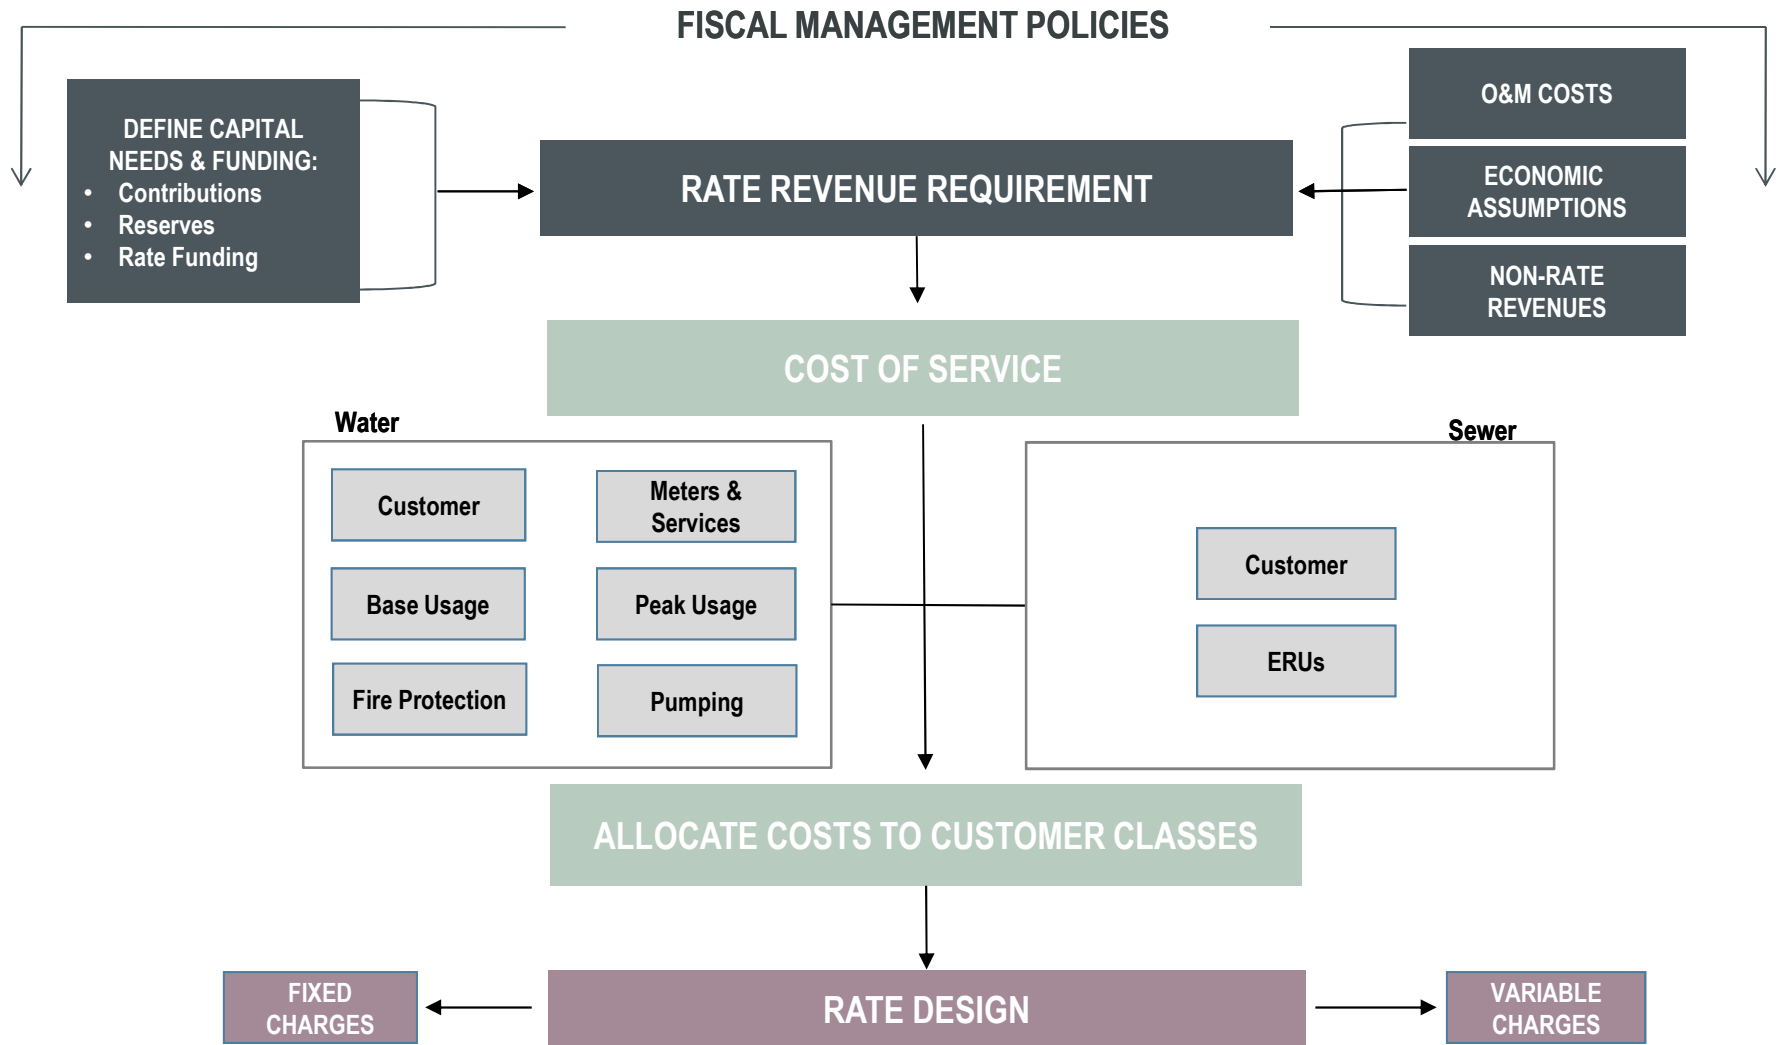 FISCAL MANAGEMENT POLICIES
DEFINE CAPITAL
NEEDS & FUNDING:
• Contributions
• Reserves
• Rate Funding
RATE REVENUE REQUIREMENT
O&M COSTS
ECONOMIC
ASSUMPTIONS
NON-RATE
REVENUES
COST OF SERVICE
Water
Customer
Meters &
Services
Base Usage
Peak Usage
Fire Protection
Pumping
Sewer
Customer
ERUs
ALLOCATE COSTS TO CUSTOMER CLASSES
FIXED
CHARGES
RATE DESIGN
VARIABLE
CHARGES